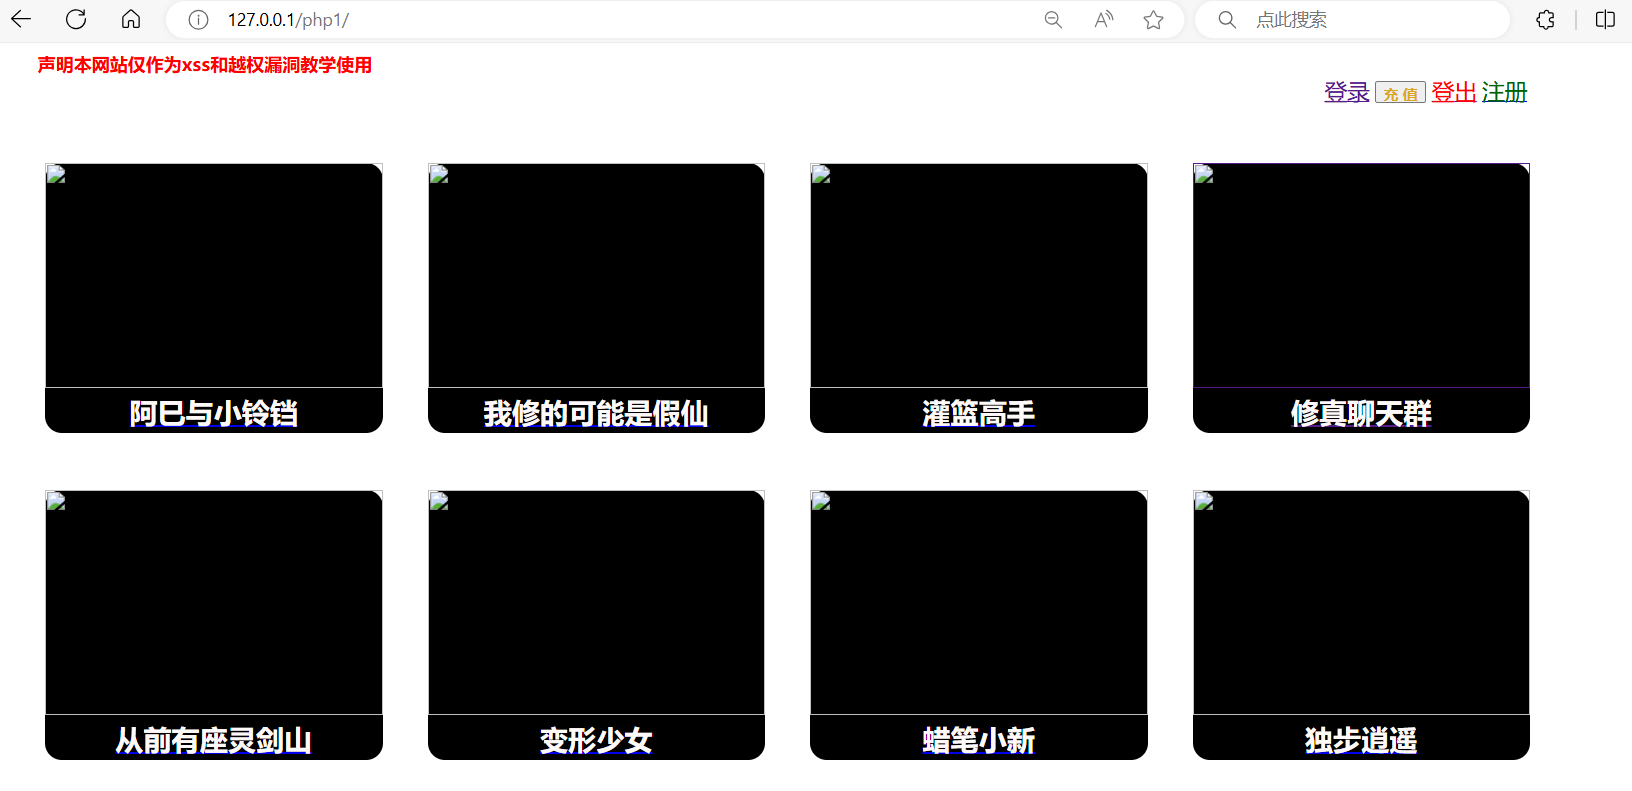 127.0.0.1/php1/
点此搜索
声明本网站仅作为xss和越权漏洞教学使用
登录 充 值 登出 注册
阿巳与小铃铛 我修的可能是假仙 灌篮高手 修真聊天群
从前有座灵剑山 变形少女 蜡笔小新 独步逍遥